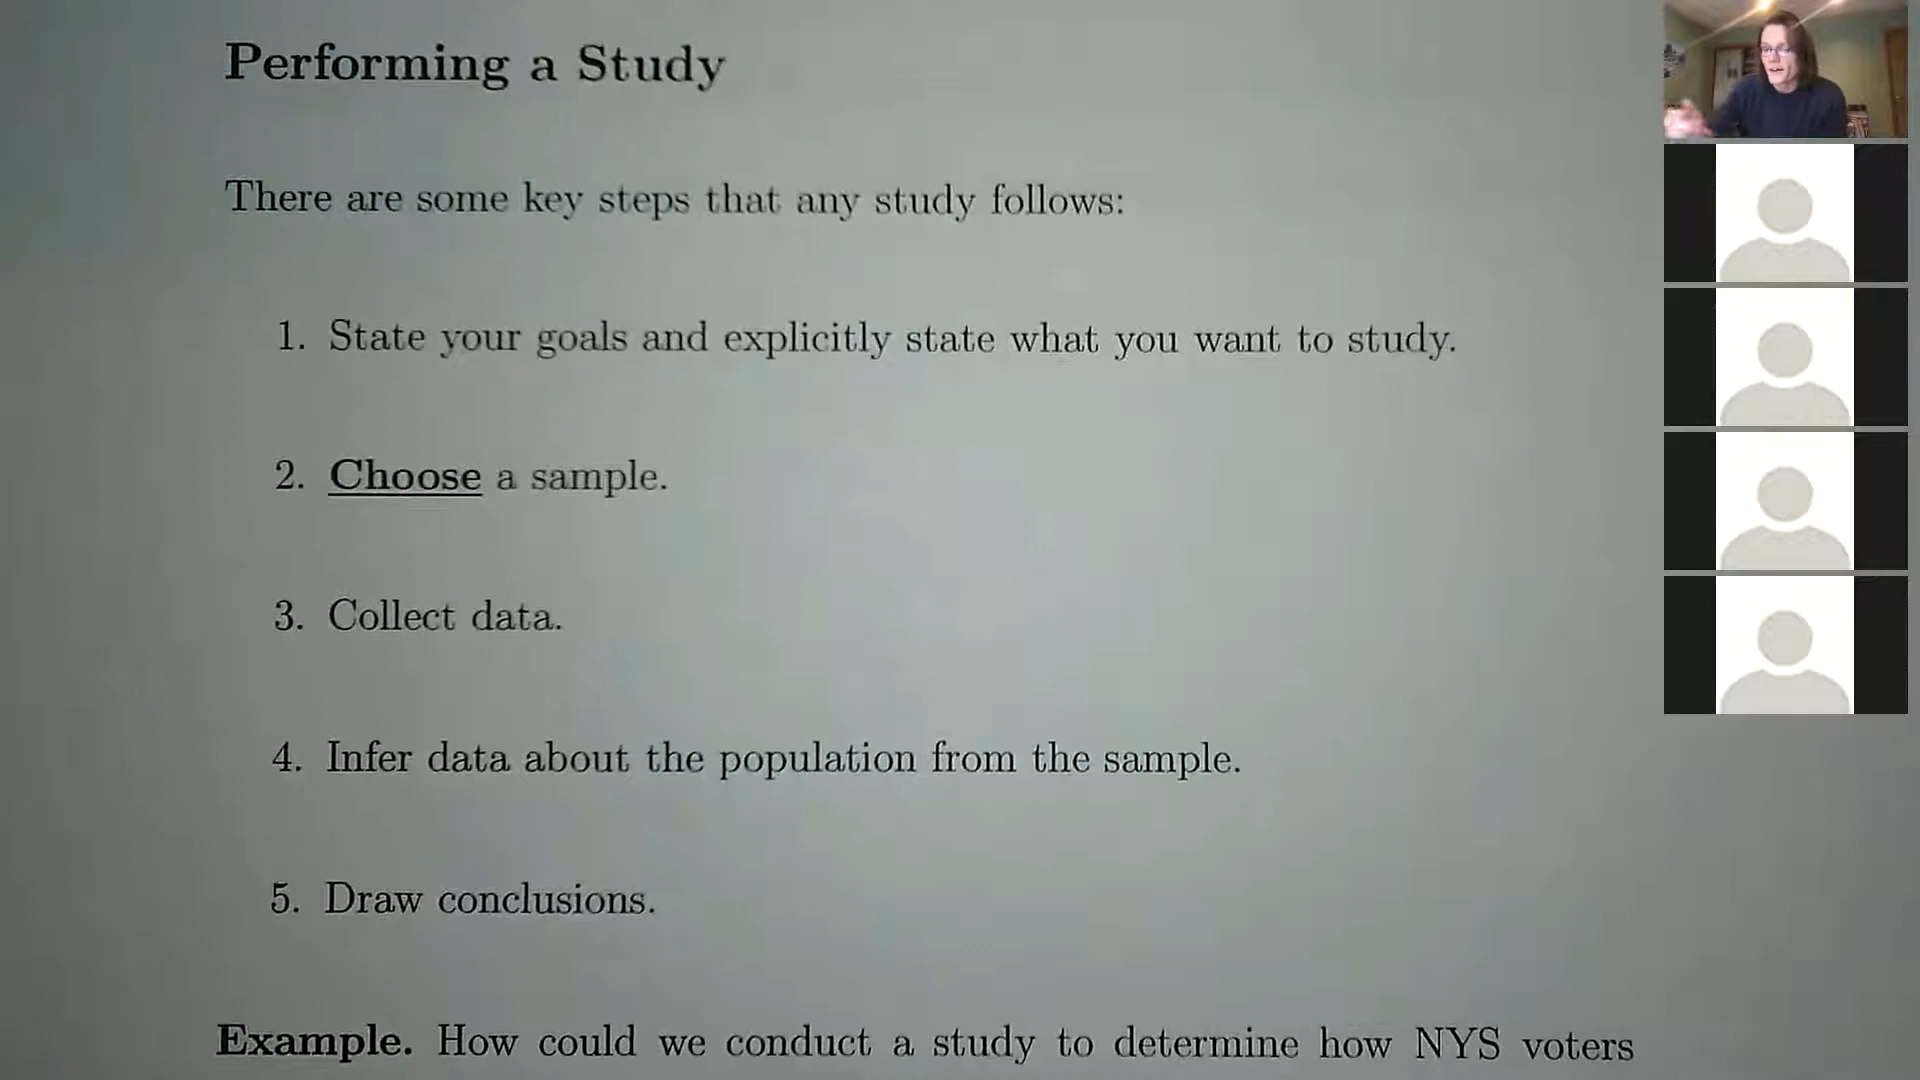 Performing a Study
There are some key steps that any study follows:
1. State your goals and explicitly state what you want to study.
2. Choose a sample.
3. Collect data.
4. Infer data about the population from the sample.
5. Draw conclusions.
Example. How could we conduct a study to determine how NYS voters